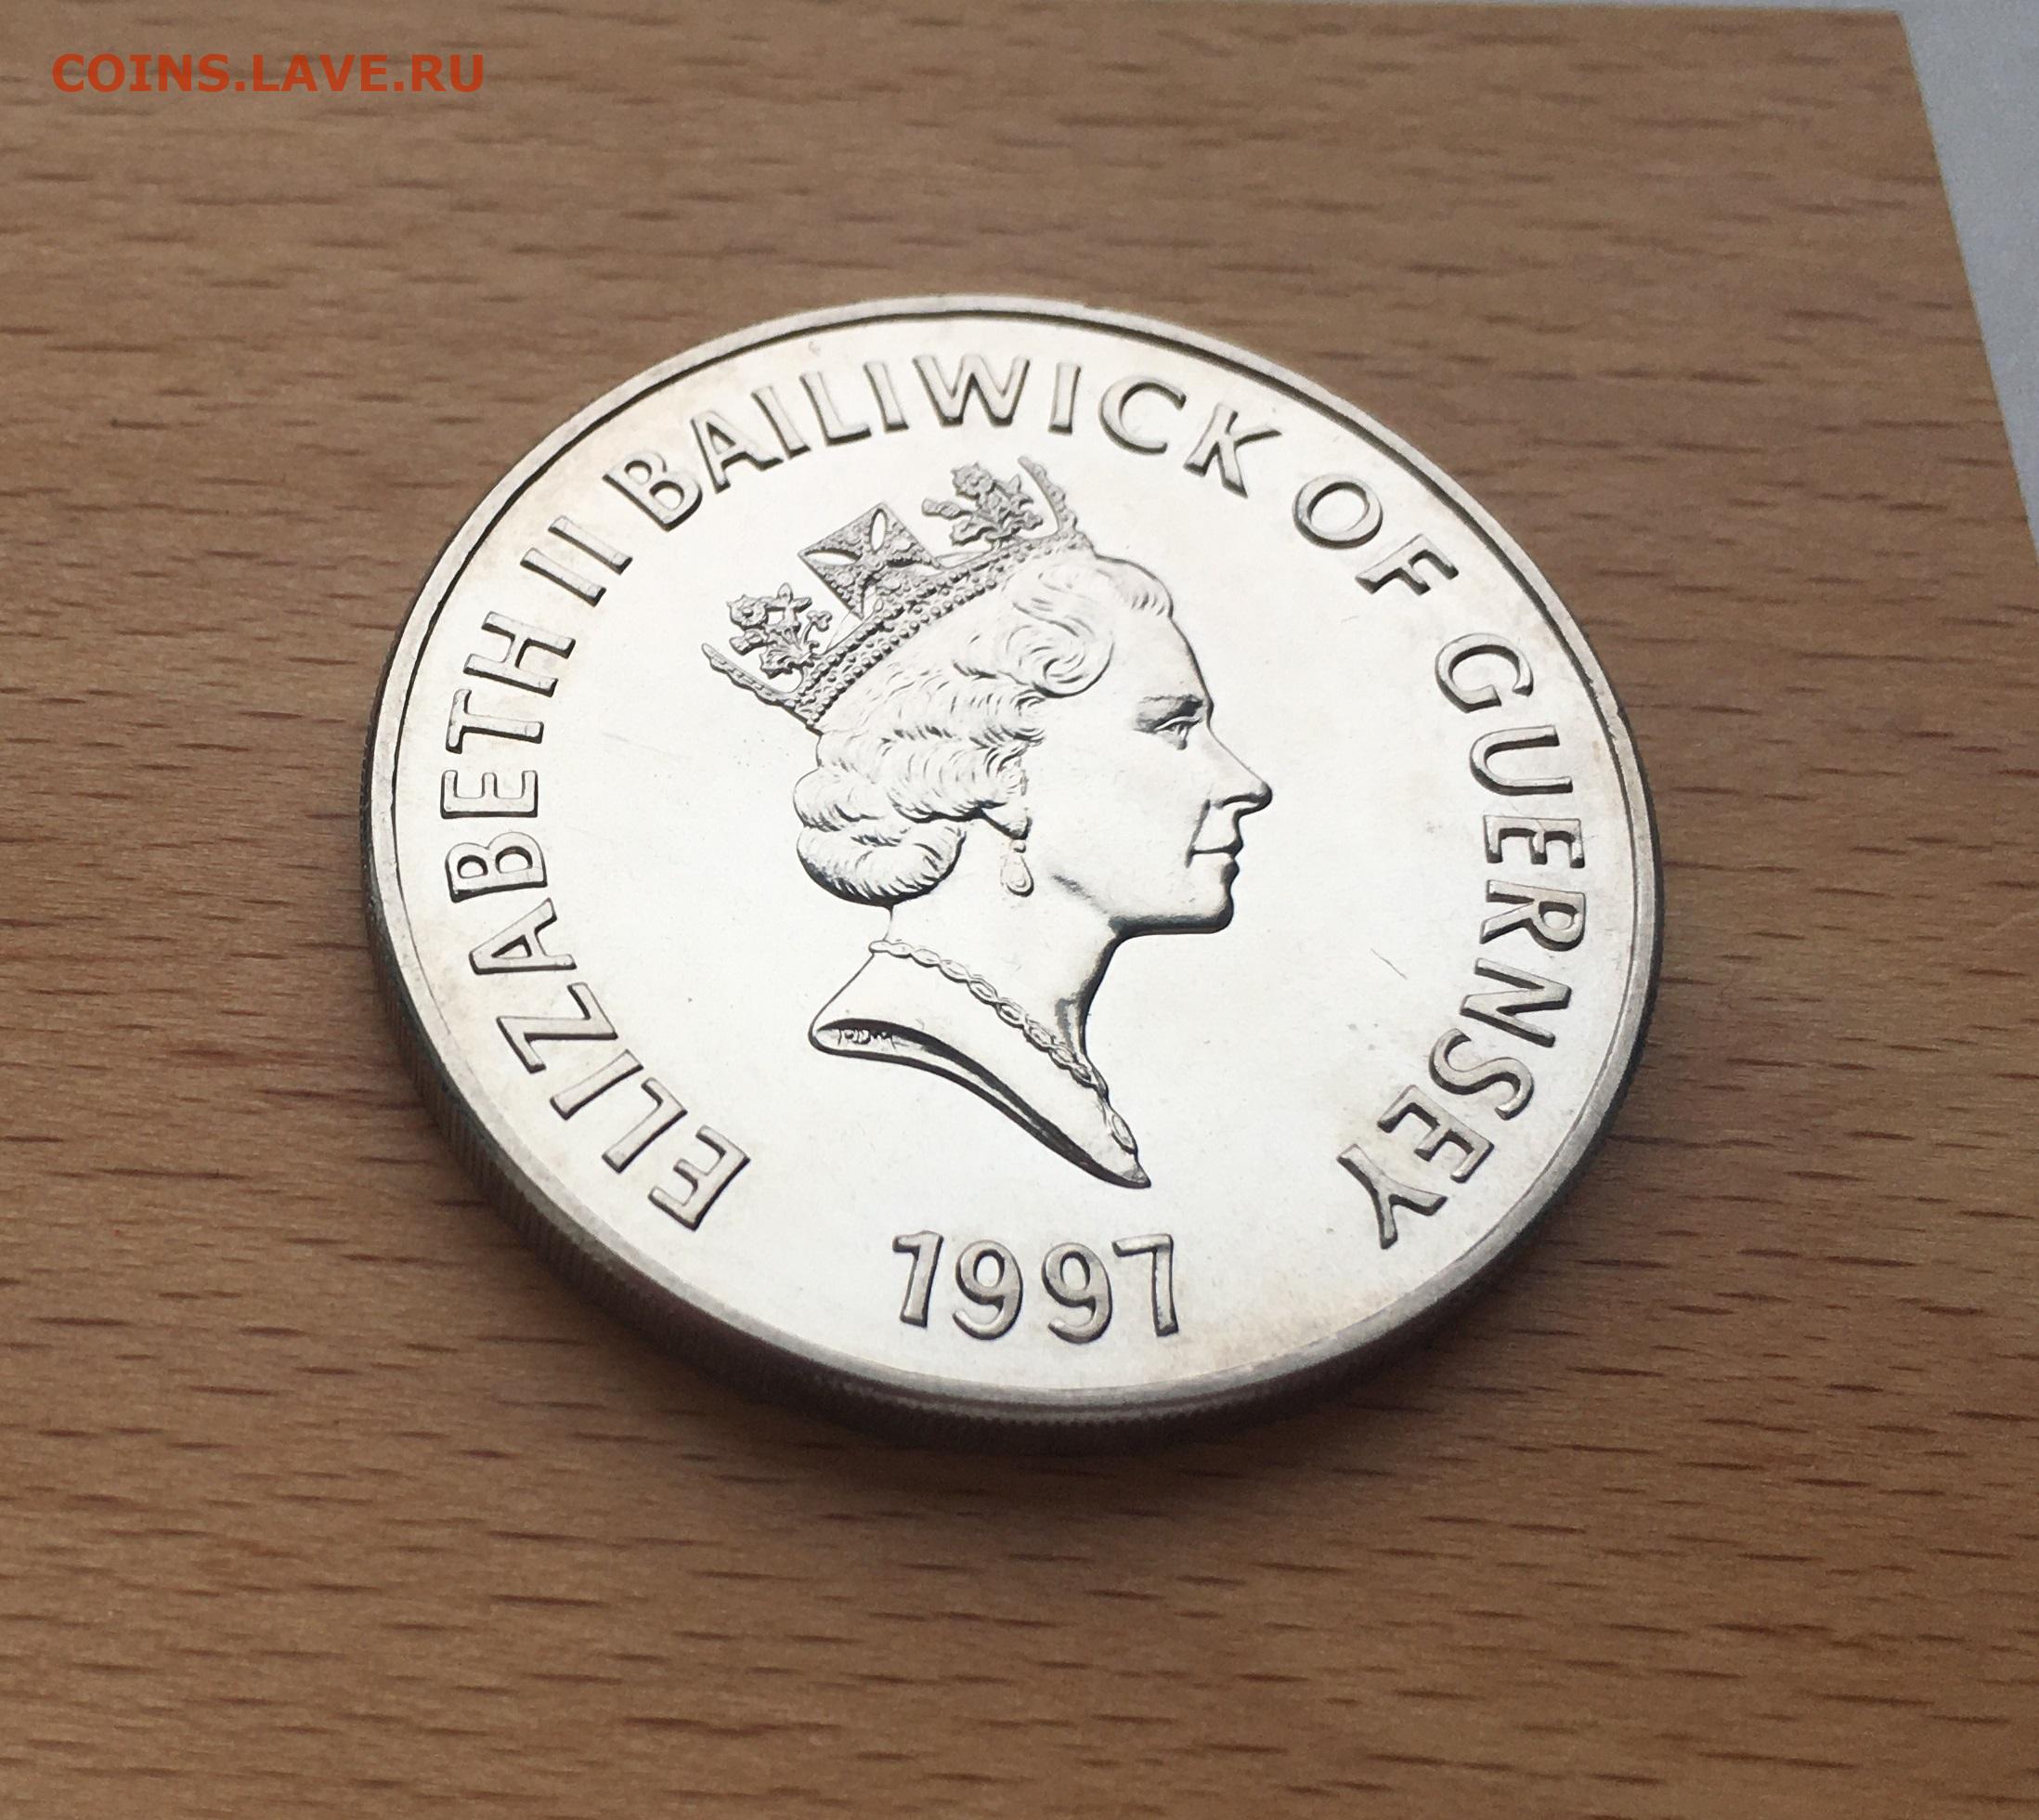 COINS.LAVE.RU
ELIZABETH II BAILIWICK OF GUERNSEY
1997